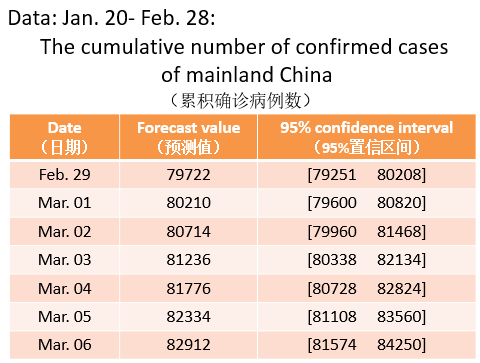 Data: Jan. 20- Feb. 28:
The cumulative number of confirmed cases
of mainland China
（累积确诊病例数）
Date Forecast value 95% confidence interval
（日期） （预测值） （95%置信区间）
Feb. 29 79722 [79251 80208]
Mar. 01 80210 [79600 80820]
Mar. 02 80714 [79960 81468]
Mar. 03 81236 [80338 82134]
Mar. 04 81776 [80728 82824]
Mar. 05 82334 [81108 83560]
Mar. 06 82912 [81574 84250]